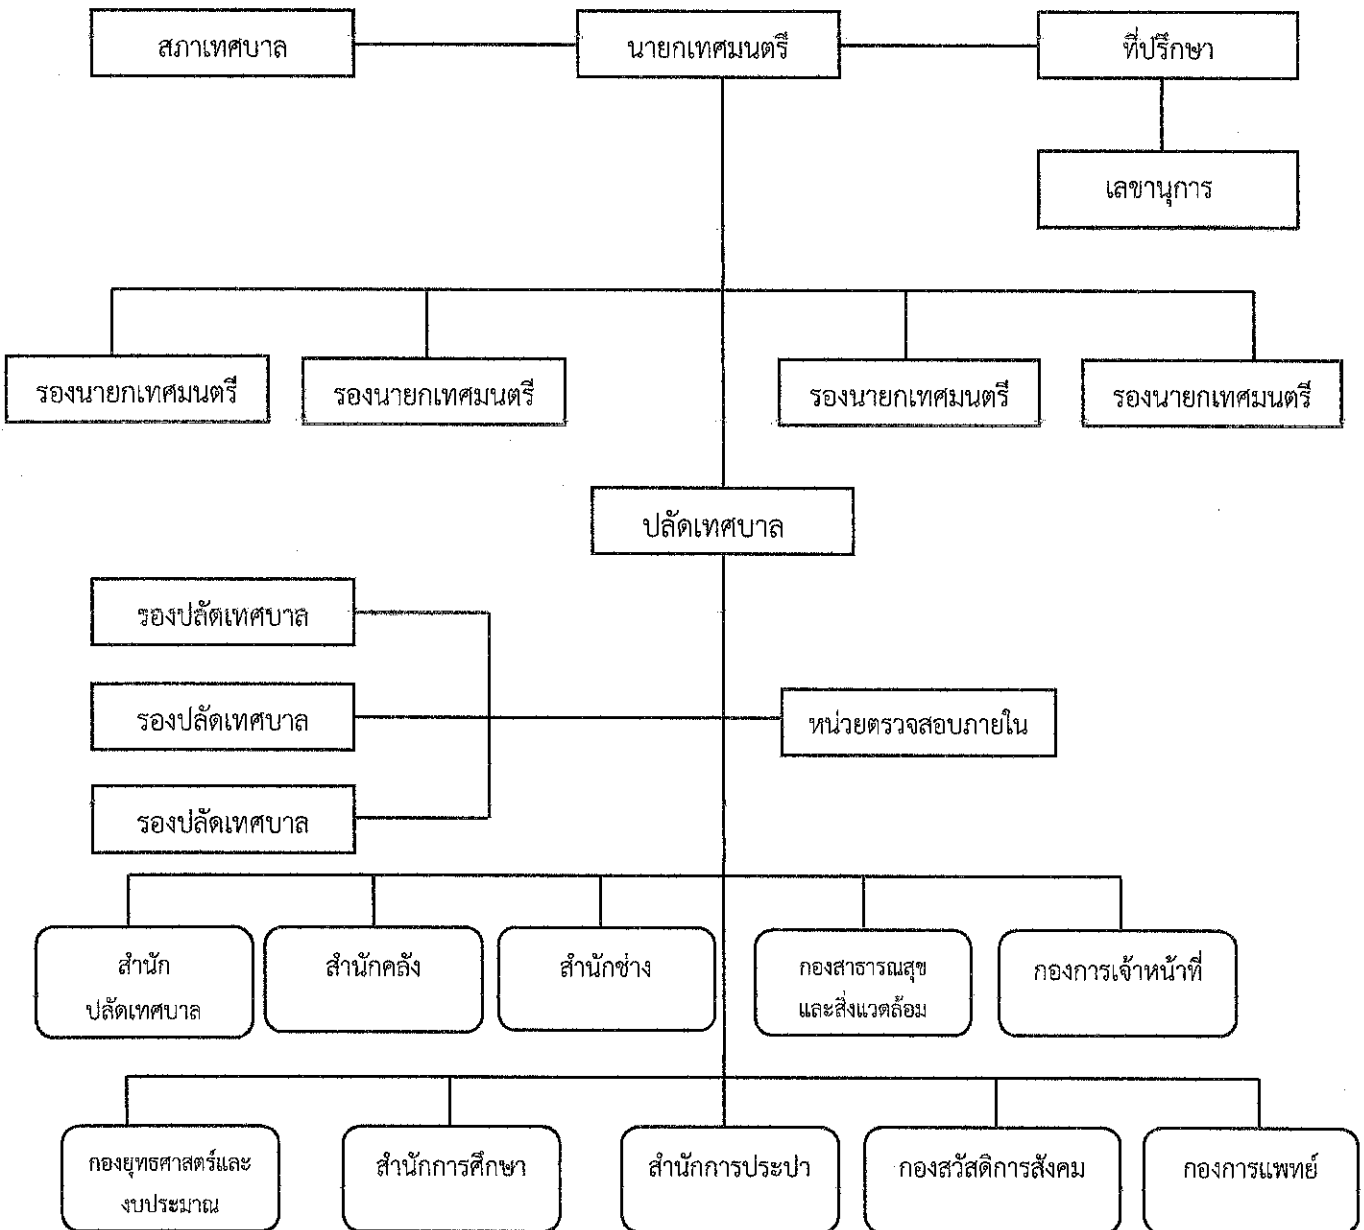 สภาเทศบาล
นายกเทศมนตรี
ที่ปรึกษา
เลขานุการ
รองนายกเทศมนตรี
รองนายกเทศมนตรี
รองนายกเทศมนตรี
รองนายกเทศมนตรี
ปลัดเทศบาล
รองปลัดเทศบาล
รองปลัดเทศบาล
หน่วยตรวจสอบภายใน
รองปลัดเทศบาล
สำนัก
ปลัดเทศบาล
สำนักคลัง
สำนักช่าง
กองสาธารณสุข
และสิ่งแวดล้อม
กองการเจ้าหน้าที่
กองยุทธศาสตร์และ
งบประมาณ
สำนักการศึกษา
สำนักการประปา
กองสวัสดิการสังคม
กองการแพทย์